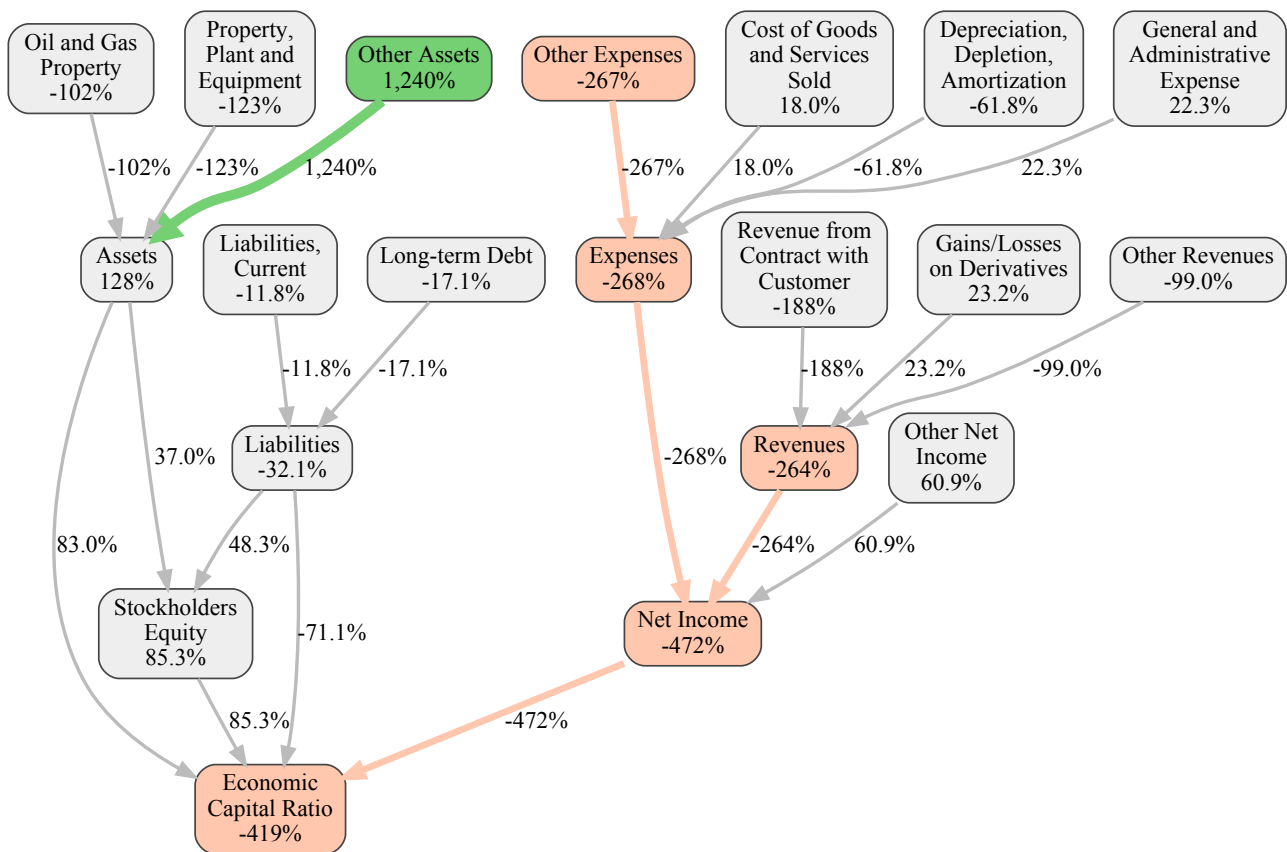 Oil and Gas
Property
-102%
Property,
Plant and
Equipment
-123%
Other Assets
1,240%
Other Expenses
-267%
Cost of Goods
and Services
Sold
18.0%
Depreciation,
Depletion,
Amortization
-61.8%
General and
Administrative
Expense
22.3%
-102%
-123%
1,240%
-267%
18.0%
-61.8%
22.3%
Assets
128%
Liabilities,
Current
-11.8%
Long-term Debt
-17.1%
Expenses
-268%
Revenue from
Contract with
Customer
-188%
Gains/Losses
on Derivatives
23.2%
Other Revenues
-99.0%
-11.8%
-17.1%
-188%
23.2%
-99.0%
37.0%
Liabilities
-32.1%
-268%
Revenues
-264%
Other Net
Income
60.9%
83.0%
48.3%
-264%
60.9%
Stockholders
Equity
85.3%
-71.1%
Net Income
-472%
85.3%
-472%
Economic
Capital Ratio
-419%